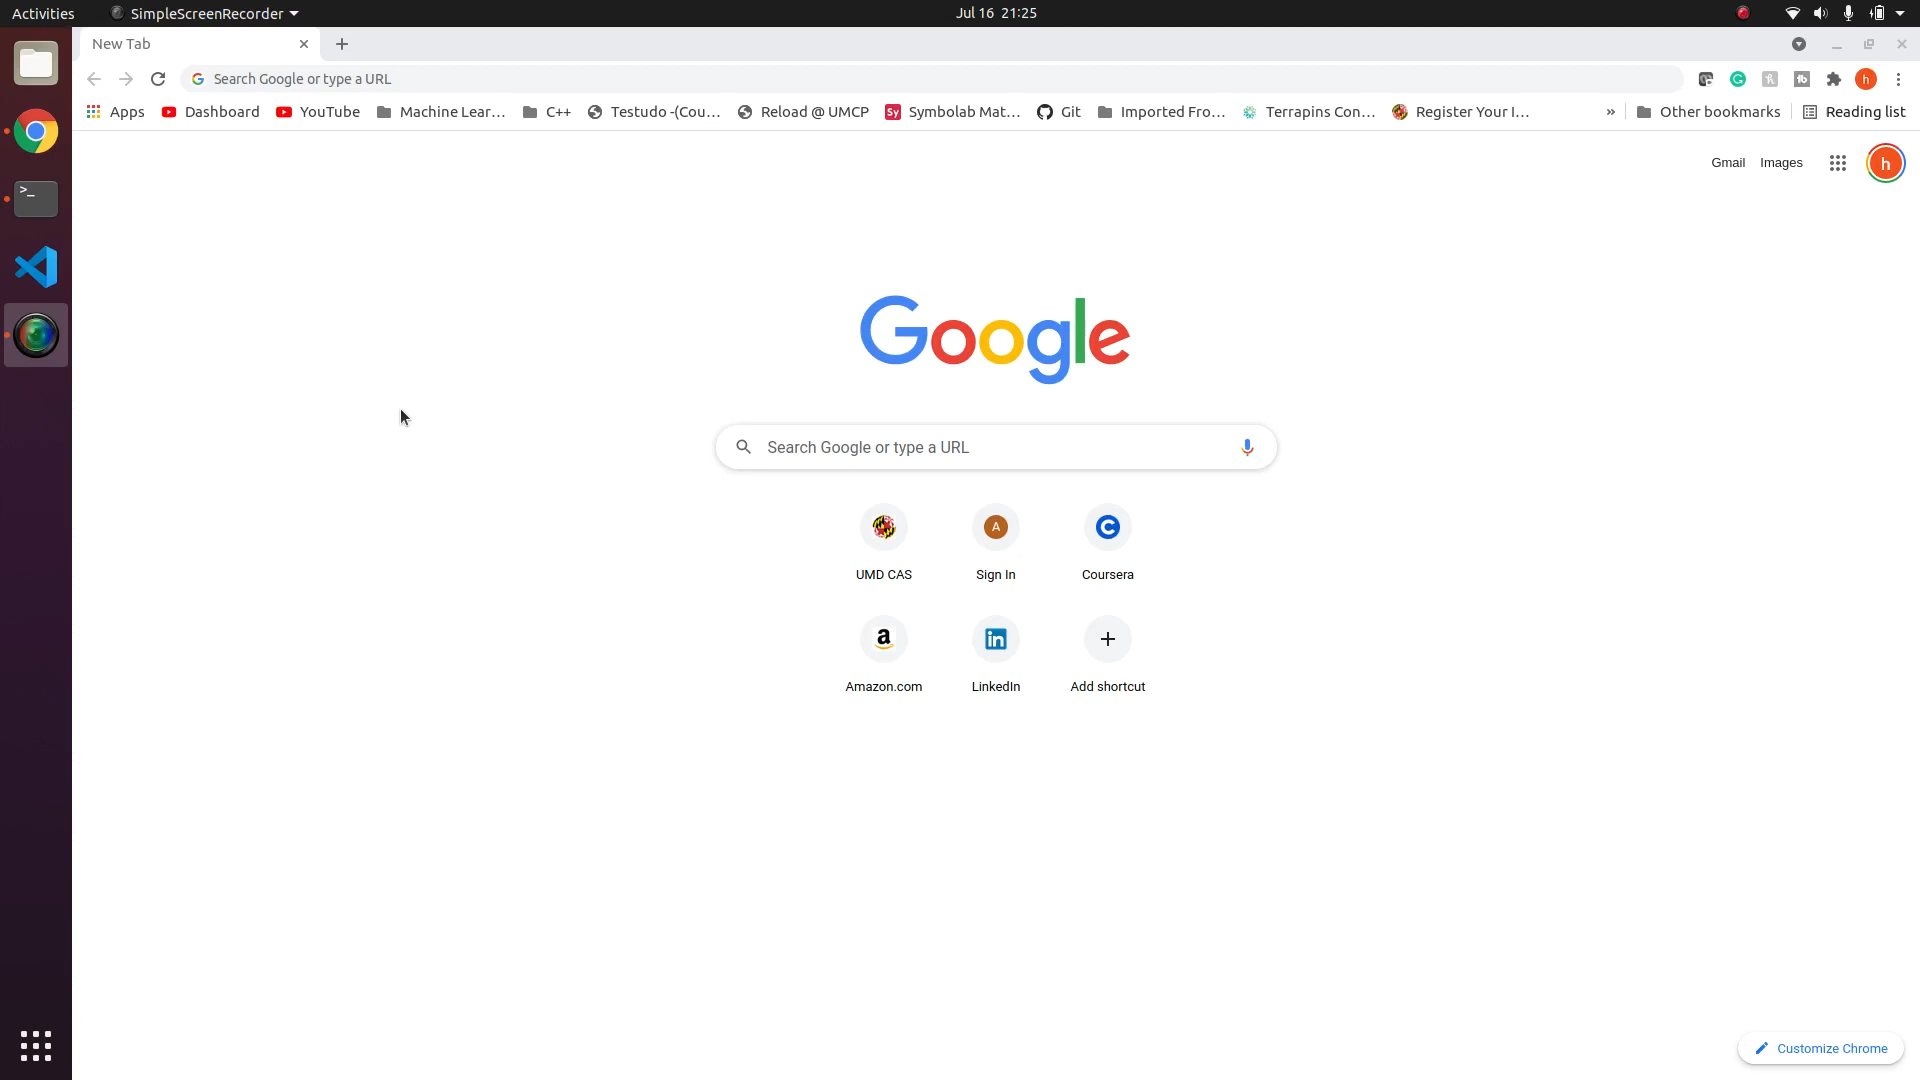 Activities SimpleScreenRecorder Jul 16 21:25
New Tab
Search Google or type a URL h
Apps Dashboard YouTube Machine Lear... C++ Testudo -(Cou... Reload @ UMCP Sy Symbolab Mat... Git Imported Fro... Terrapins Con... Register Your I... » Other bookmarks Reading list
Gmail Images h
Google
Search Google or type a URL
A
UMD CAS Sign In Coursera
a in
Amazon.com LinkedIn Add shortcut
Customize Chrome